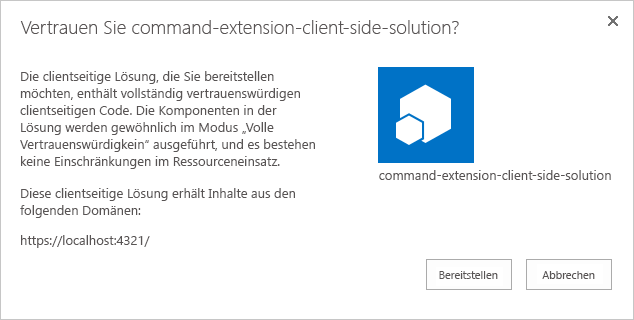 Vertrauen Sie command-extension-client-side-solution?
Die clientseitige Lösung, die Sie bereitstellen
möchten, enthält vollständig vertrauenswürdigen
clientseitigen Code. Die Komponenten in der
Lösung werden gewöhnlich im Modus „Volle
Vertrauenswürdigkein“ ausgeführt, und es bestehen
keine Einschränkungen im Ressourceneinsatz.
Diese clientseitige Lösung erhält Inhalte aus den
folgenden Domänen:
https://localhost:4321/
command-extension-client-side-solution
Bereitstellen
Abbrechen